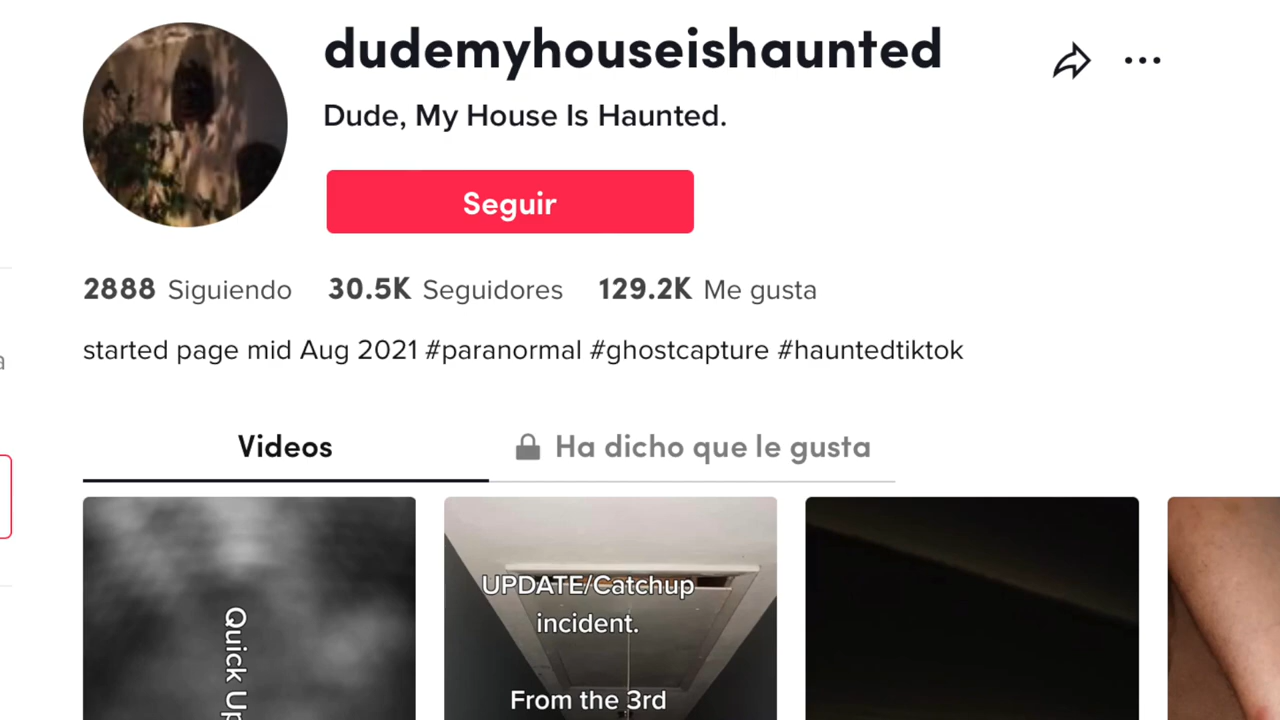 dudemyhouseishaunted
Dude, My House Is Haunted.
Seguir
2888 Siguiendo 30.5K Seguidores 129.2K Me gusta
started page mid Aug 2021 #paranormal #ghostcapture #hauntedtiktok
Videos Ha dicho que le gusta
Quick
UPDATE/Catchup
incident.
From the 3rd